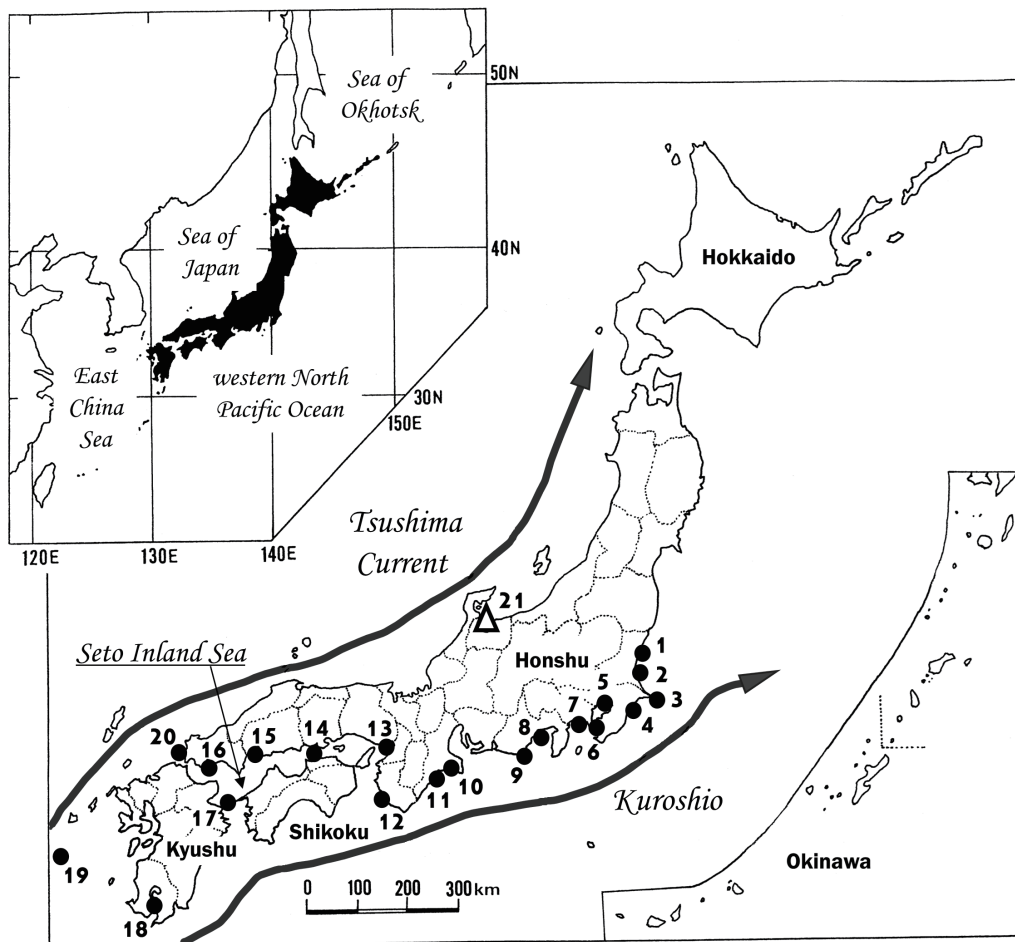 Sea of
Okhotsk
50N
Sea of
Japan
40N
East
China
Sea
western North
Pacific Ocean
30N
150E
120E
130E
140E
Hokkaido
Tsushima
Current
21
Seto Inland Sea
Honshu
1
2
3
4
5
6
7
8
9
10
11
12
13
14
15
16
17
18
19
20
Kuroshio
Shikoku
Kyushu
Okinawa
0 100 200 300 km